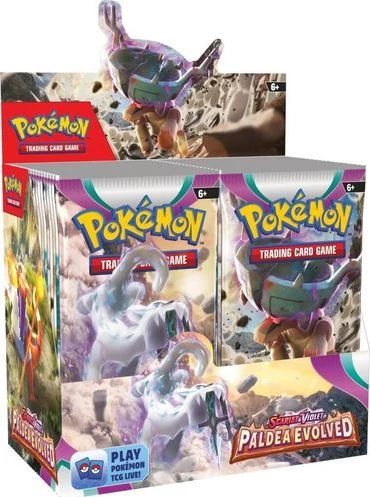 POKÉMON
TRADING CARD GAME
6+
6+
POKÉMON
TRADING CARD GAME
6+
POKÉMON
TRADING CARD GAME
SCARLET & VIOLET
PALDEA EVOLVED
PLAY
POKÉMON
TCG LIVE!